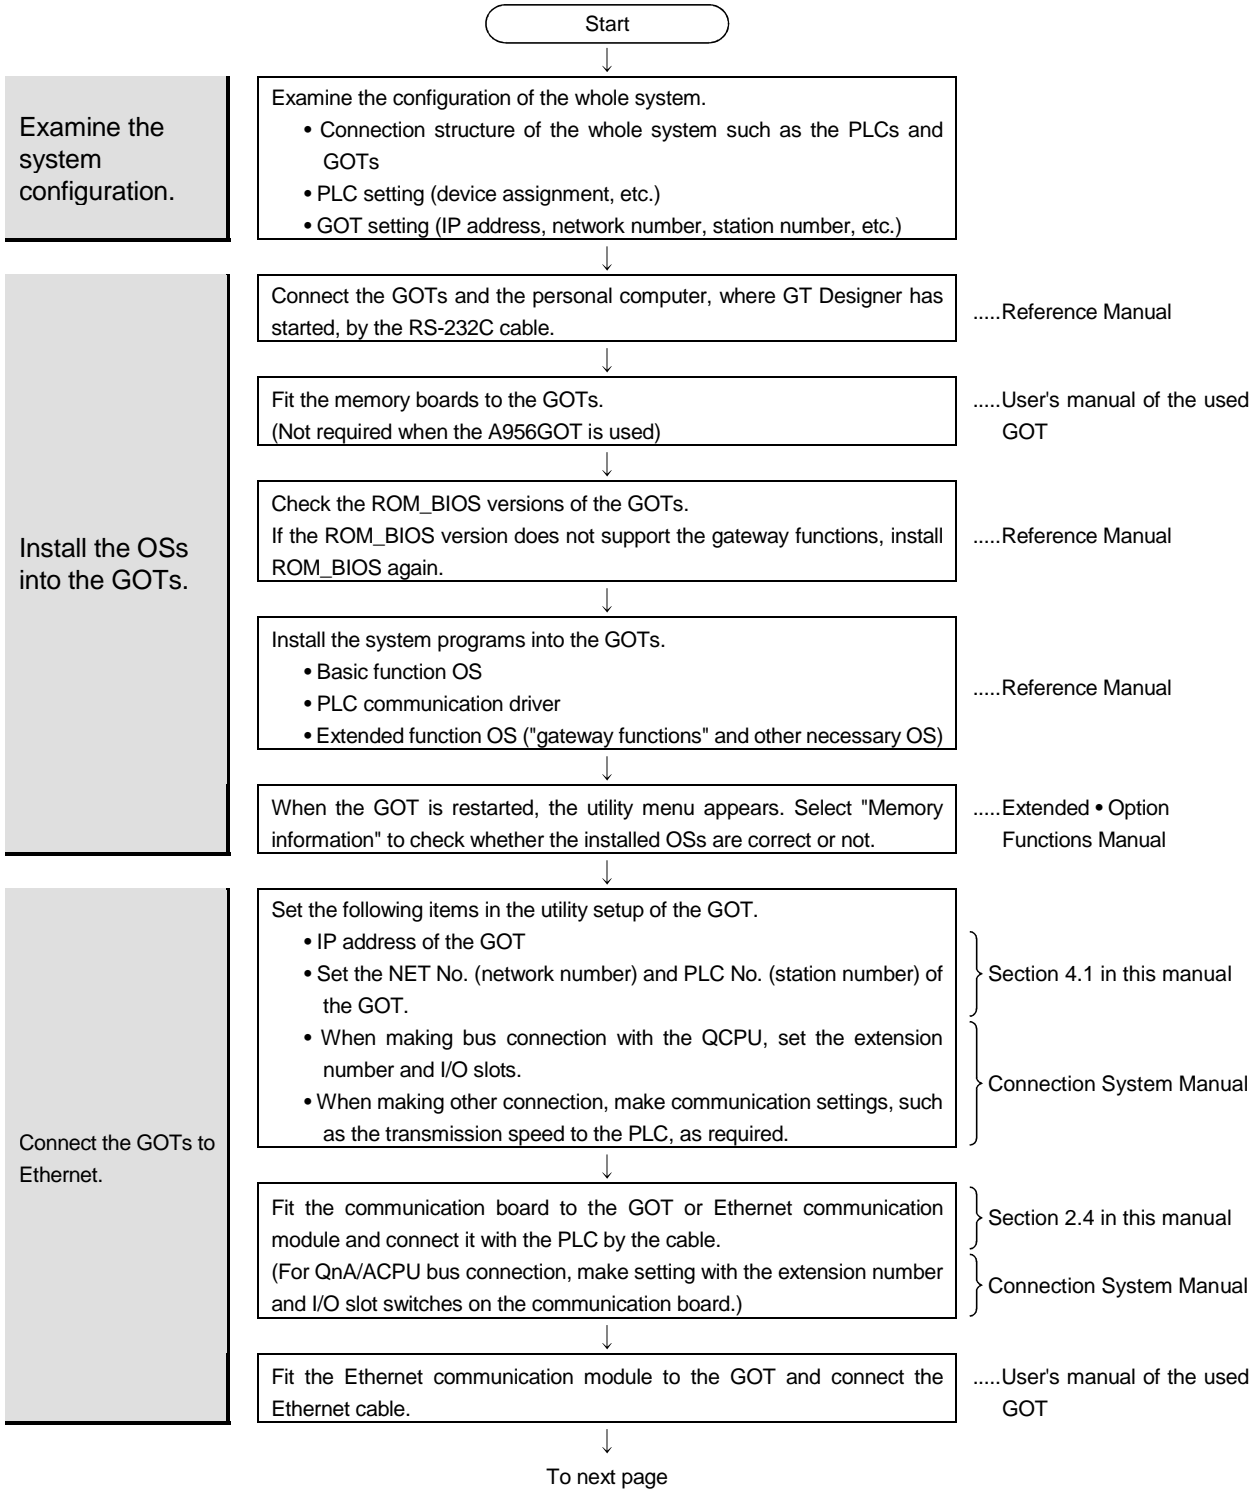 Start
Examine the
system
configuration.
Examine the configuration of the whole system.
• Connection structure of the whole system such as the PLCs and
GOTs
• PLC setting (device assignment, etc.)
• GOT setting (IP address, network number, station number, etc.)
Install the OSs
into the GOTs.
Connect the GOTs and the personal computer, where GT Designer has
started, by the RS-232C cable.
.....Reference Manual
Fit the memory boards to the GOTs.
(Not required when the A956GOT is used)
.....User's manual of the used
GOT
Check the ROM_BIOS versions of the GOTs.
If the ROM_BIOS version does not support the gateway functions, install
ROM_BIOS again.
.....Reference Manual
Install the system programs into the GOTs.
• Basic function OS
• PLC communication driver
• Extended function OS ("gateway functions" and other necessary OS)
.....Reference Manual
When the GOT is restarted, the utility menu appears. Select "Memory
information" to check whether the installed OSs are correct or not.
.....Extended • Option
Functions Manual
Connect the GOTs to
Ethernet.
Set the following items in the utility setup of the GOT.
• IP address of the GOT
• Set the NET No. (network number) and PLC No. (station number) of
the GOT.
• When making bus connection with the QCPU, set the extension
number and I/O slots.
• When making other connection, make communication settings, such
as the transmission speed to the PLC, as required.
Section 4.1 in this manual
Connection System Manual
Fit the communication board to the GOT or Ethernet communication
module and connect it with the PLC by the cable.
(For QnA/ACPU bus connection, make setting with the extension number
and I/O slot switches on the communication board.)
Section 2.4 in this manual
Connection System Manual
Fit the Ethernet communication module to the GOT and connect the
Ethernet cable.
.....User's manual of the used
GOT
To next page